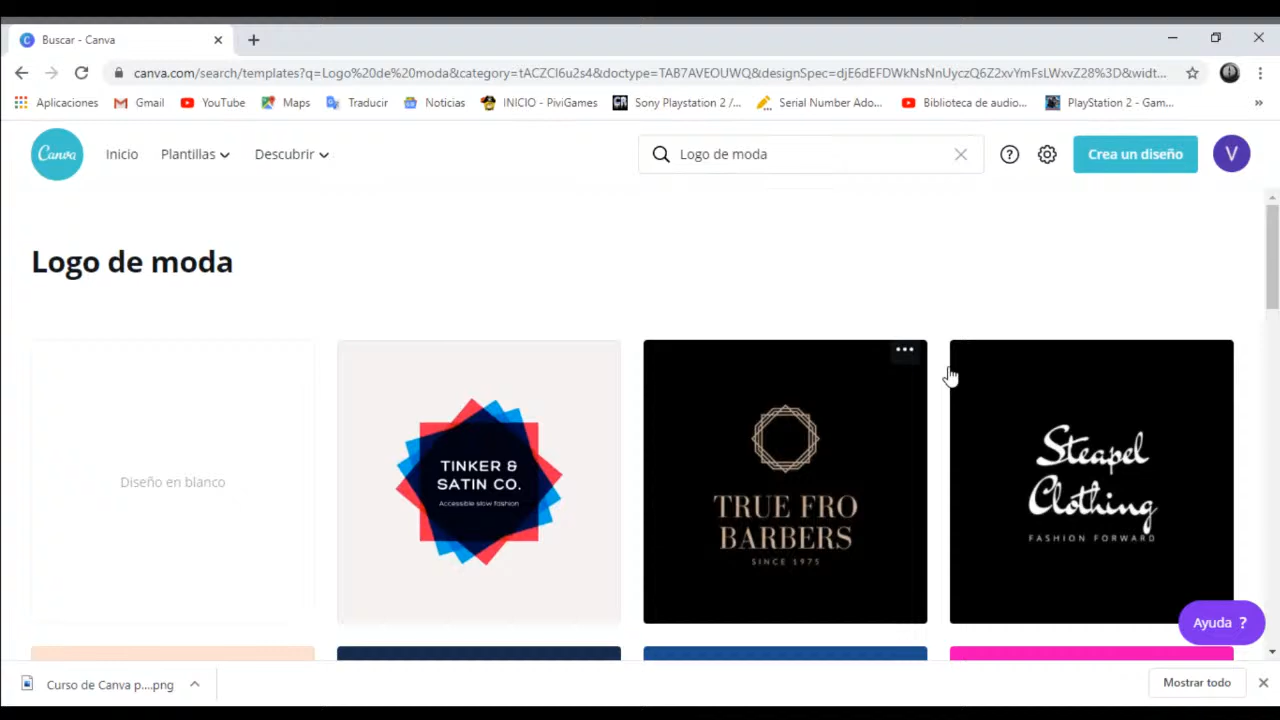 Buscar - Canva
canva.com/search/templates?q=Logo%20de%20moda&category=tACZCI6u2s4&doctype=TAB7AVEOUWQ&designSpec=djE6dEFDWkNsNnUyczQ6Z2xvYmFsLWxvZ28%3D&widt...
Aplicaciones Gmail YouTube Maps Traducir Noticias INICIO - PiviGames Sony Playstation 2 /... Serial Number Ado... Biblioteca de audio... PlayStation 2 - Gam... »
Canva Inicio Plantillas Descubrir Logo de moda Crea un diseño V
Logo de moda
Diseño en blanco
TINKER &
SATIN CO.
Accessible slow fashion
TRUE FRO
BARBERS
SINCE 1975
Steapel
Clothing
FASHION FORWARD
Ayuda ?
Curso de Canva p....png Mostrar todo